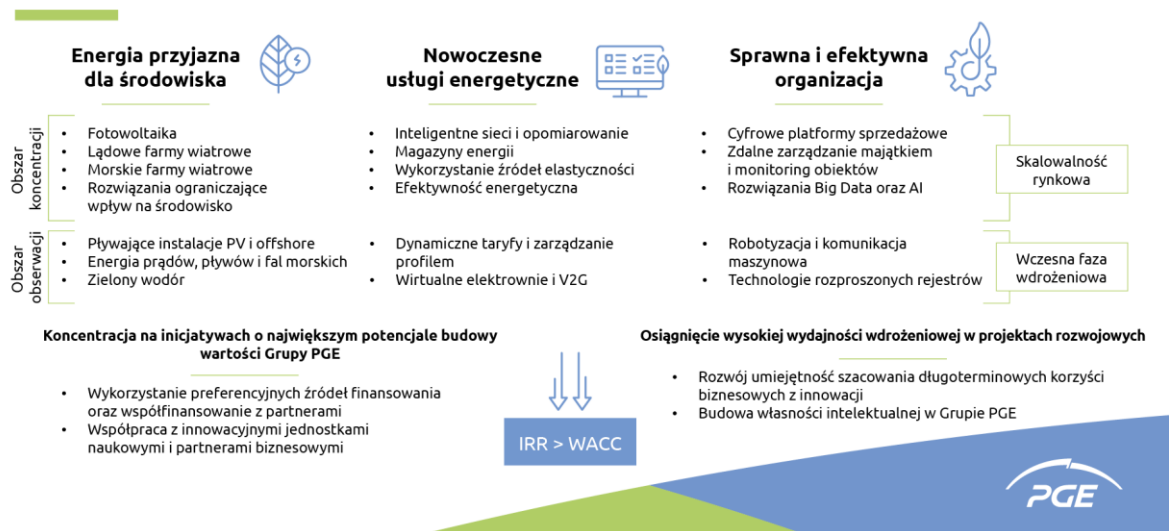 Energia przyjazna
dla środowiska
Nowoczesne
usługi energetyczne
Sprawna i efektywna
organizacja
Obszar
koncentracji
• Fotowoltaika
• Lądowe farmy wiatrowe
• Morskie farmy wiatrowe
• Rozwiązania ograniczające
wpływ na środowisko
• Inteligentne sieci i opomiarowanie
• Magazyny energii
• Wykorzystanie źródeł elastyczności
• Efektywność energetyczna
• Cyfrowe platformy sprzedażowe
• Zdalne zarządzanie majątkiem
i monitoring obiektów
• Rozwiązania Big Data oraz AI
Skalowalność
rynkowa
Obszar
obserwacji
• Pływające instalacje PV i offshore
• Energia prądów, pływów i fal morskich
• Zielony wodór
• Dynamiczne taryfy i zarządzanie
profilem
• Wirtualne elektrownie i V2G
• Robotyzacja i komunikacja
maszynowa
• Technologie rozproszonych rejestrów
Wczesna faza
wdrożeniowa
Koncentracja na inicjatywach o największym potencjale budowy
wartości Grupy PGE
• Wykorzystanie preferencyjnych źródeł finansowania
oraz współfinansowanie z partnerami
• Współpraca z innowacyjnymi jednostkami
naukowymi i partnerami biznesowymi
IRR > WACC
Osiągnięcie wysokiej wydajności wdrożeniowej w projektach rozwojowych
• Rozwój umiejętność szacowania długoterminowych korzyści
biznesowych z innowacji
• Budowa własności intelektualnej w Grupie PGE
PGE